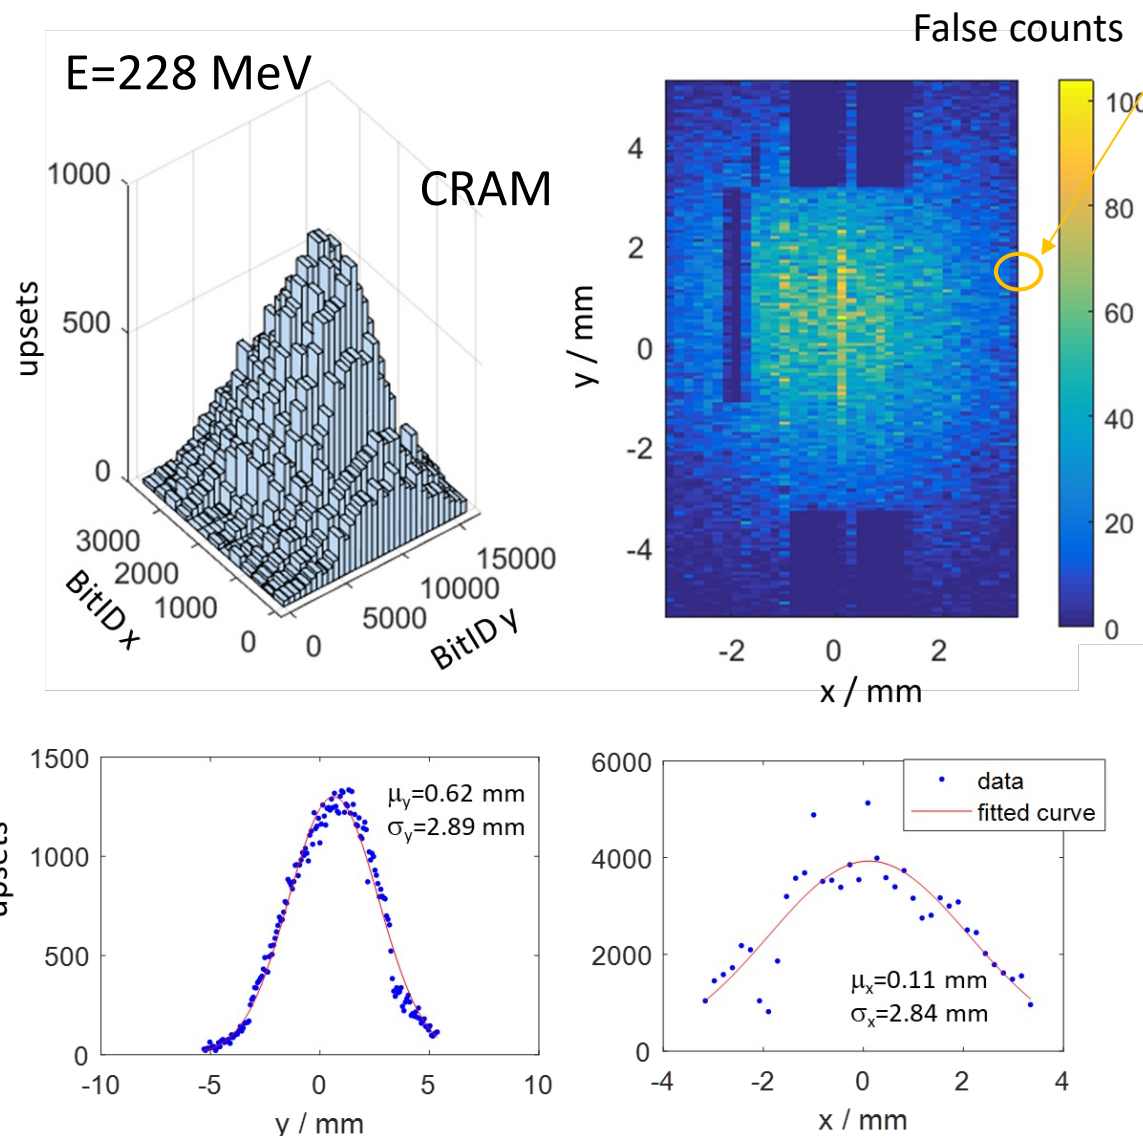 False counts
E=228 MeV
CRAM
1000
500
0
upsets
3000
2000
1000
0
BitID x
0
5000
10000
15000
BitID y
4
2
0
-2
-4
y / mm
-2
0
2
x / mm
80
60
40
20
0
1500
1000
500
0
upsets
μy=0.62 mm
σy=2.89 mm
-10
-5
0
5
10
y / mm
6000
4000
2000
0
data
fitted curve
μx=0.11 mm
σx=2.84 mm
-4
-2
0
2
4
x / mm